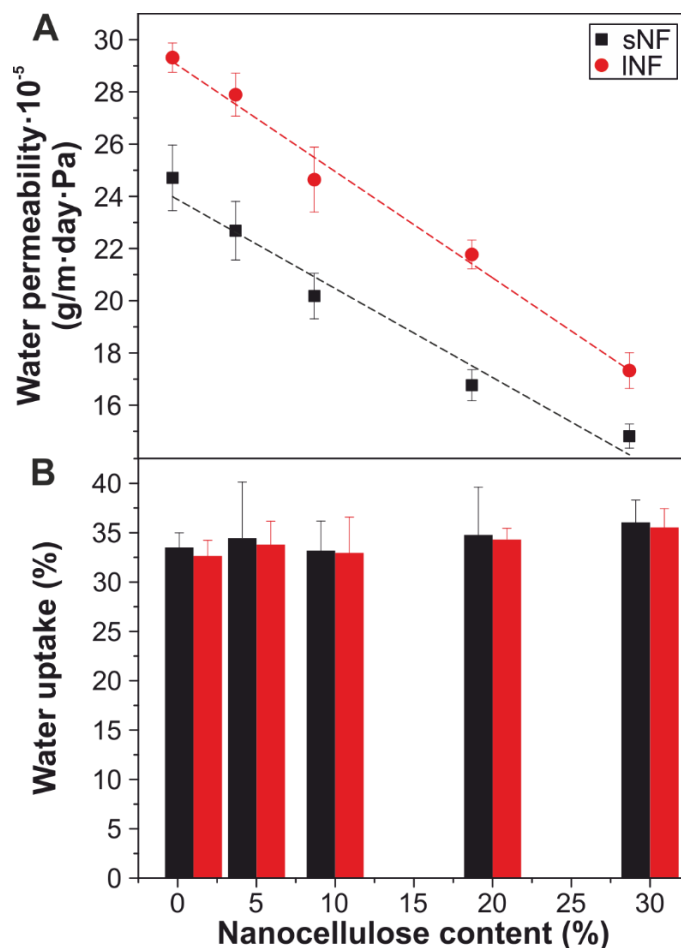 A
Water permeability·10⁻⁵
(g/m·day·Pa)
30
28
26
24
22
20
18
16
sNF
lNF
B
Water uptake (%)
40
35
30
25
20
15
10
5
0
0 5 10 15 20 25 30
Nanocellulose content (%)